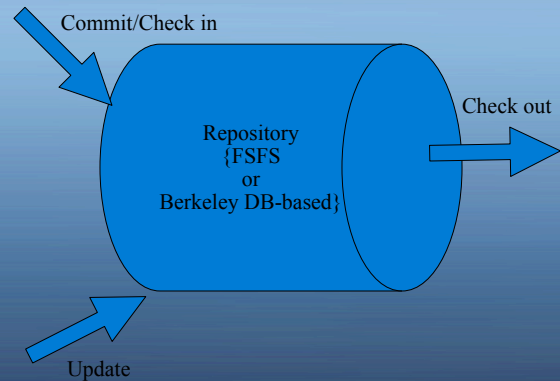 Commit/Check in
Repository
{FSFS
or
Berkeley DB-based}
Check out
Update